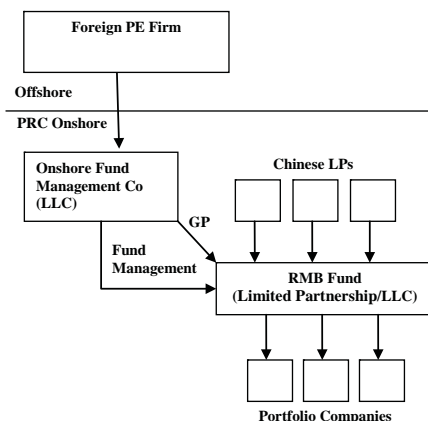 Foreign PE Firm
Offshore
PRC Onshore
Onshore Fund
Management Co
(LLC)
Chinese LPs
GP
Fund
Management
RMB Fund
(Limited Partnership/LLC)
Portfolio Companies